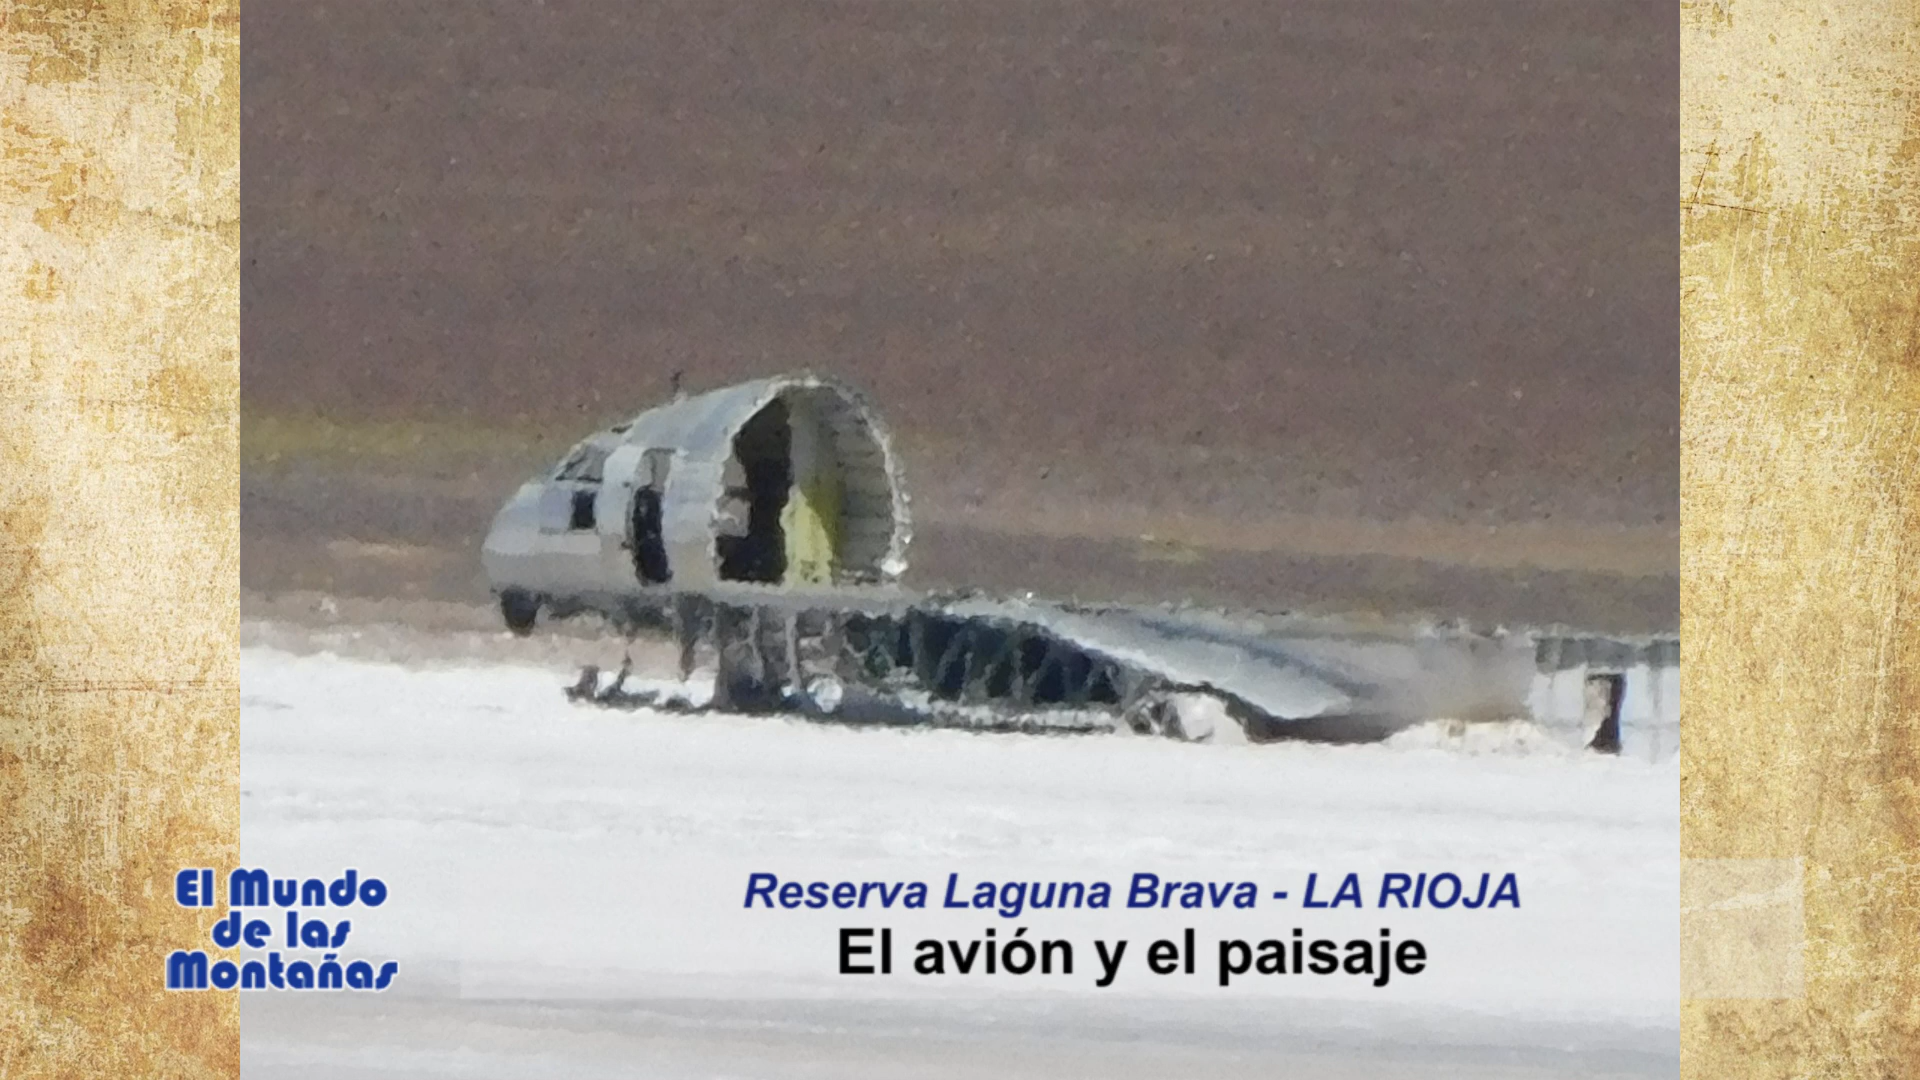 El Mundo
de las
Montañas
Reserva Laguna Brava - LA RIOJA
El avión y el paisaje